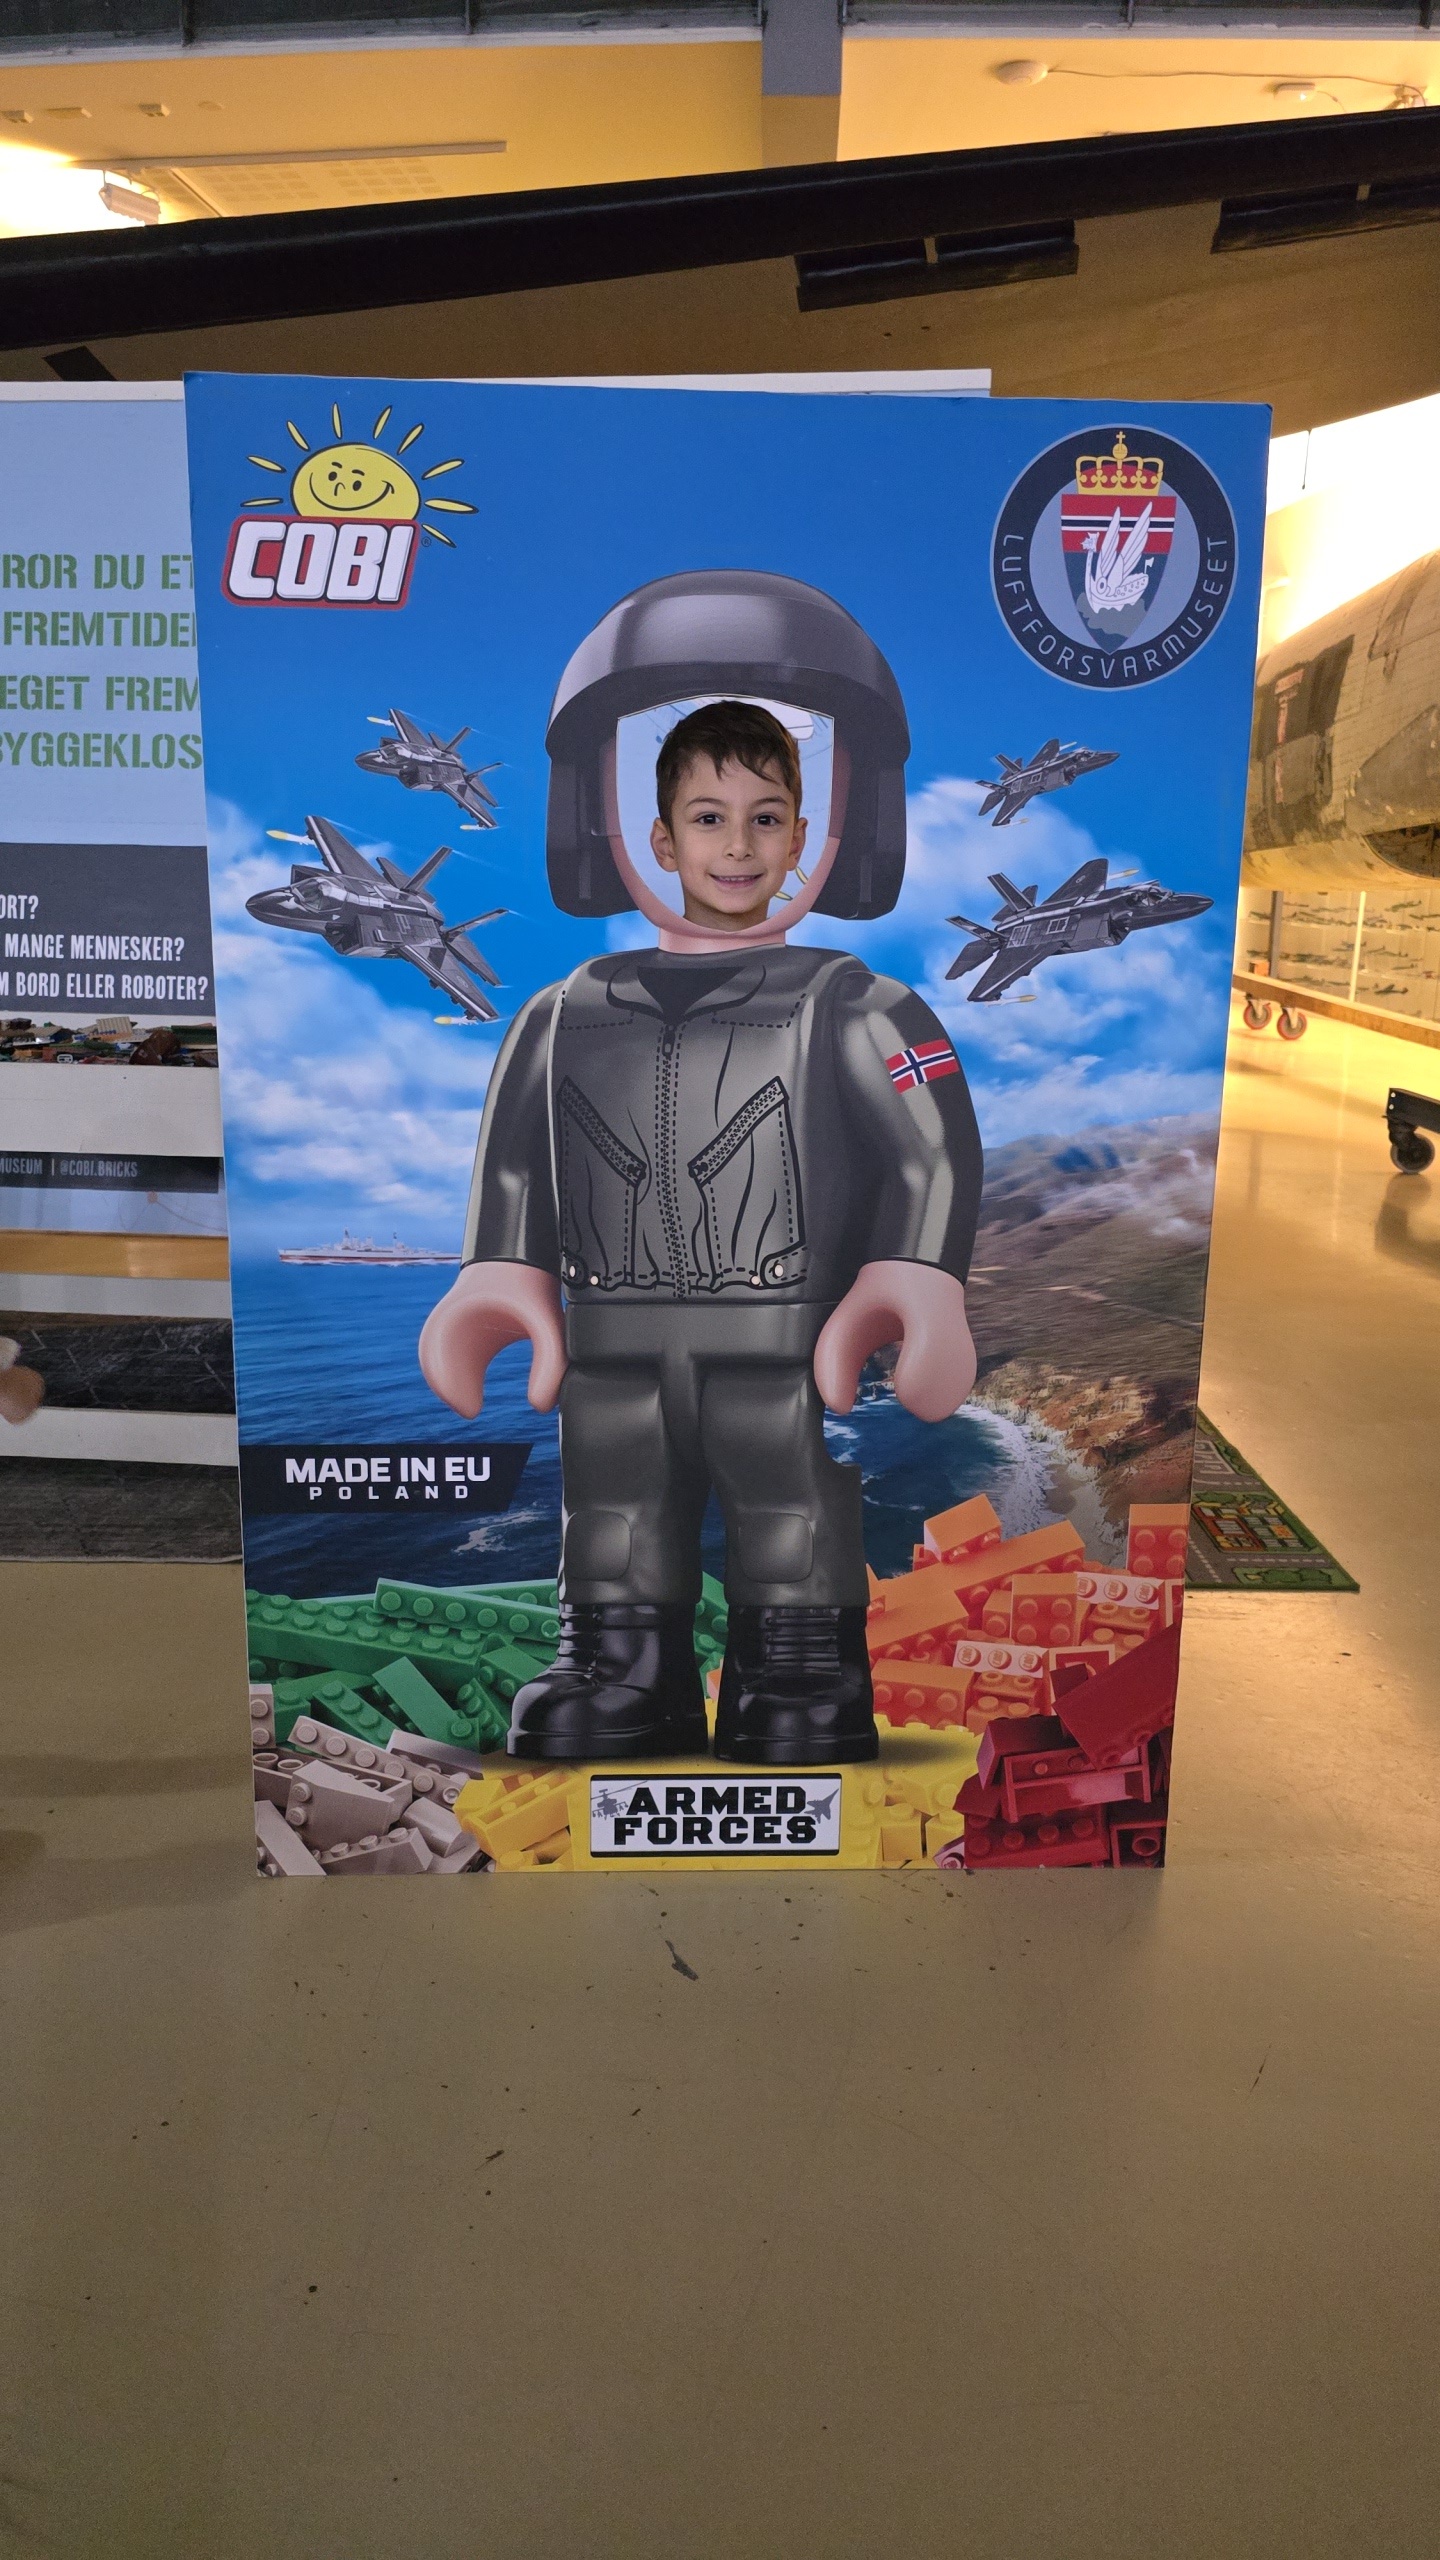 ROR DU ET
FREMTIDE
EGET FREM
BYGGEKLOS
ORT?
MANGE MENNESKER?
M BORD ELLER ROBOTER?
MUSEUM | @COBI.BRICKS
COBI®
LUFTFORSVARMUSEET
MADE IN EU
POLAND
ARMED
FORCES